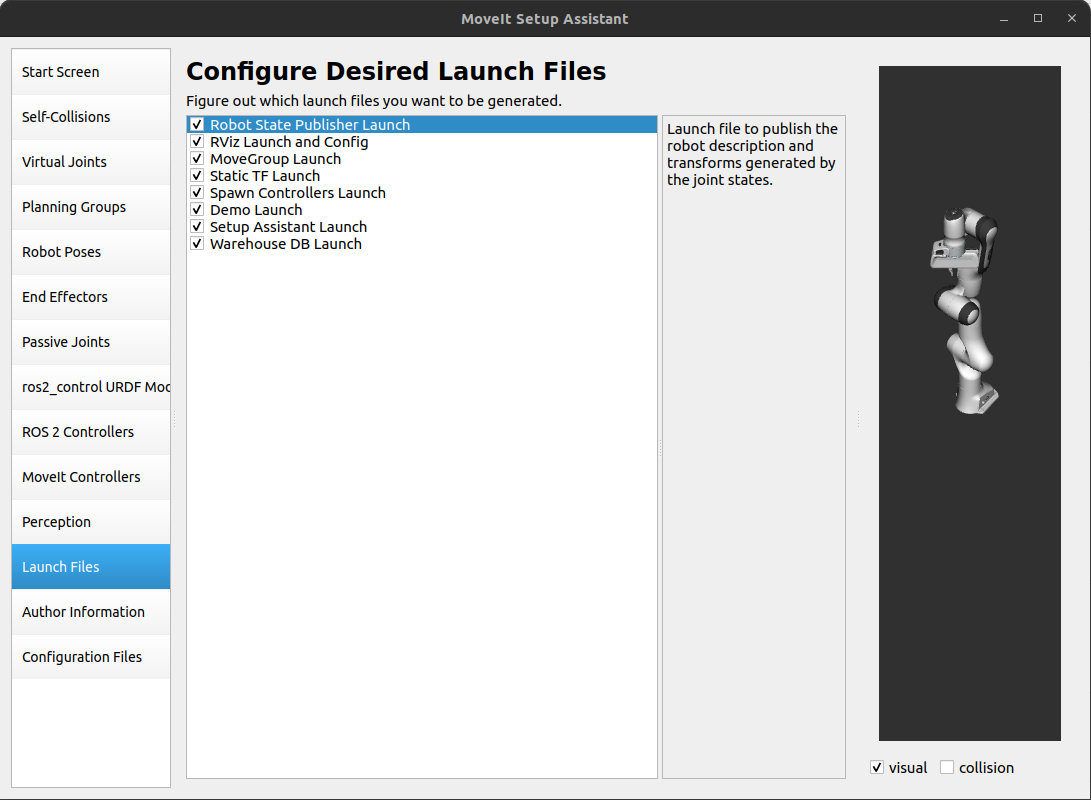 MoveIt Setup Assistant
Start Screen
Self-Collisions
Virtual Joints
Planning Groups
Robot Poses
End Effectors
Passive Joints
ros2_control URDF Moc
ROS 2 Controllers
MoveIt Controllers
Perception
Launch Files
Author Information
Configuration Files
Configure Desired Launch Files
Figure out which launch files you want to be generated.
Robot State Publisher Launch
RViz Launch and Config
MoveGroup Launch
Static TF Launch
Spawn Controllers Launch
Demo Launch
Setup Assistant Launch
Warehouse DB Launch
Launch file to publish the
robot description and
transforms generated by
the joint states.
visual
collision